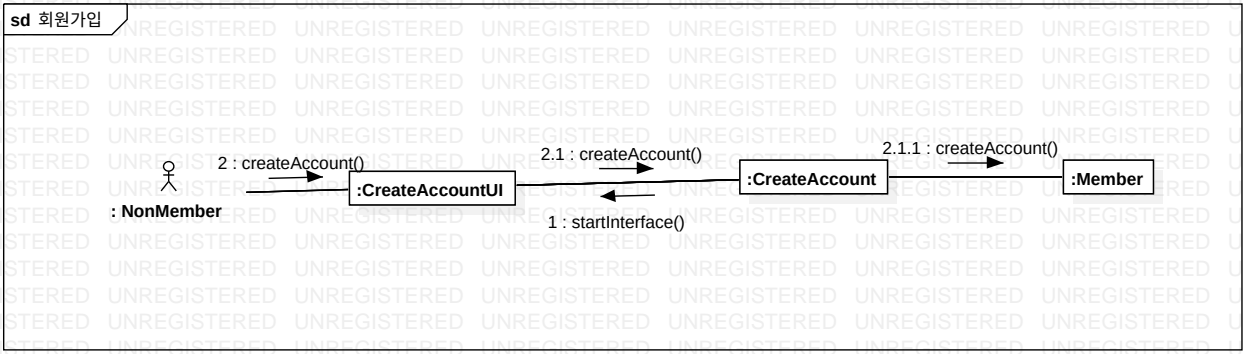 sd 회원가입
2 : createAccount()
2.1 : createAccount()
2.1.1 : createAccount()
:CreateAccountUI
:CreateAccount
:Member
: NonMember
1 : startInterface()
UNREGISTERED